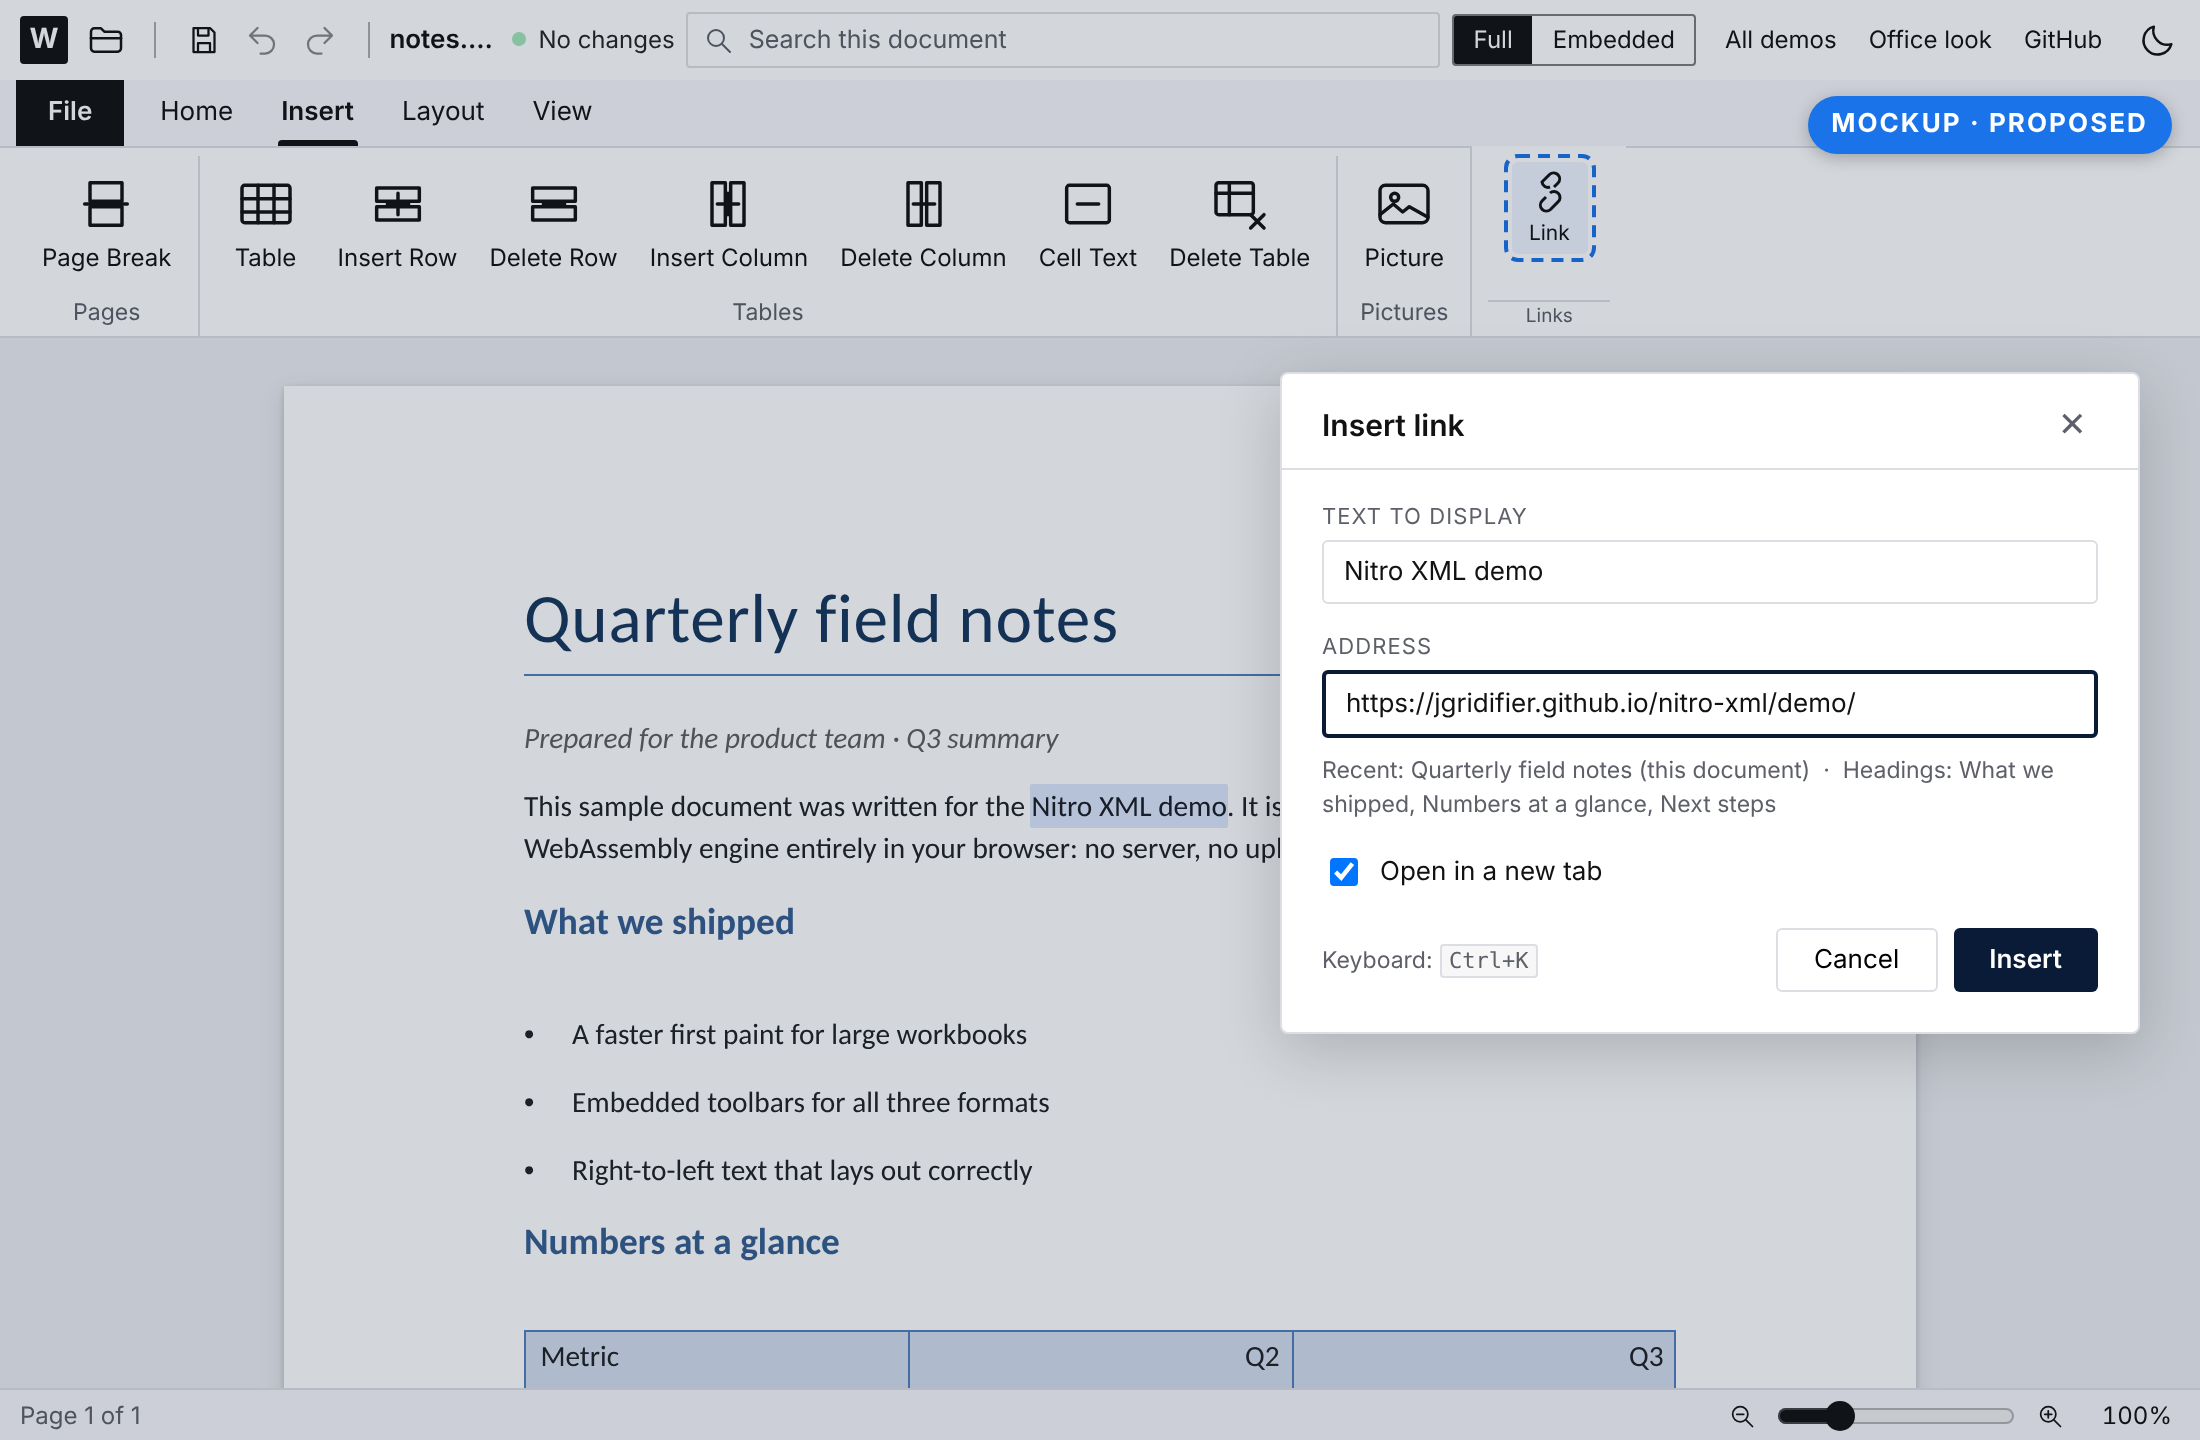 W notes.... No changes Search this document Full Embedded All demos Office look GitHub
File Home Insert Layout View
MOCKUP · PROPOSED
Page Break Table Insert Row Delete Row Insert Column Delete Column Cell Text Delete Table Picture Link
Pages Tables Pictures Links
Insert link
TEXT TO DISPLAY
Nitro XML demo
ADDRESS
https://jgridifier.github.io/nitro-xml/demo/
Recent: Quarterly field notes (this document) · Headings: What we
shipped, Numbers at a glance, Next steps
Open in a new tab
Keyboard: Ctrl+K Cancel Insert
Quarterly field notes
Prepared for the product team · Q3 summary
This sample document was written for the Nitro XML demo. It is
WebAssembly engine entirely in your browser: no server, no upl
What we shipped
• A faster first paint for large workbooks
• Embedded toolbars for all three formats
• Right-to-left text that lays out correctly
Numbers at a glance
Metric Q2 Q3
Page 1 of 1 100%